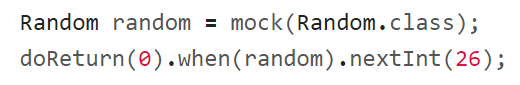 Random random = mock(Random.class);
doReturn(0).when(random).nextInt(26);